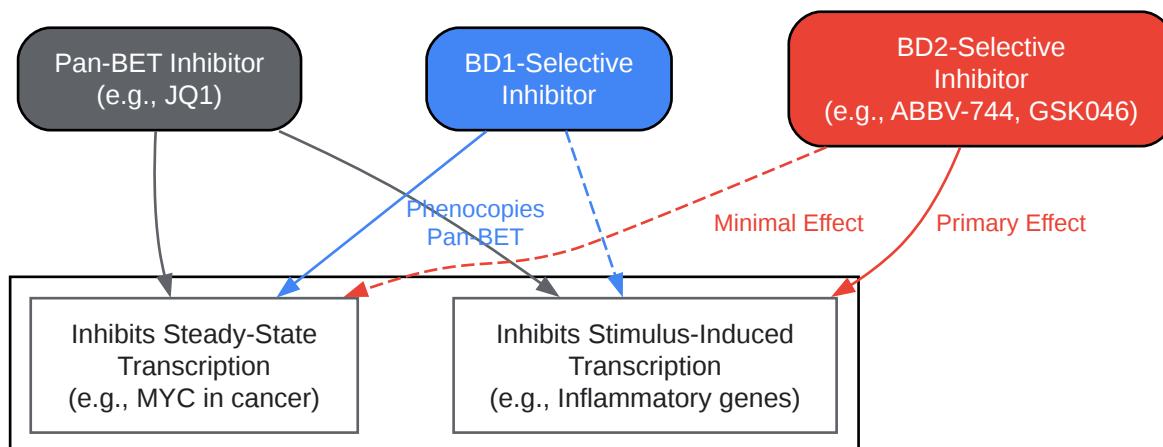 Pan-BET Inhibitor
(e.g., JQ1)
BD1-Selective
Inhibitor
BD2-Selective
Inhibitor
(e.g., ABBV-744, GSK046)
Phenocopies
Pan-BET
Minimal Effect
Primary Effect
Inhibits Steady-State
Transcription
(e.g., MYC in cancer)
Inhibits Stimulus-Induced
Transcription
(e.g., Inflammatory genes)